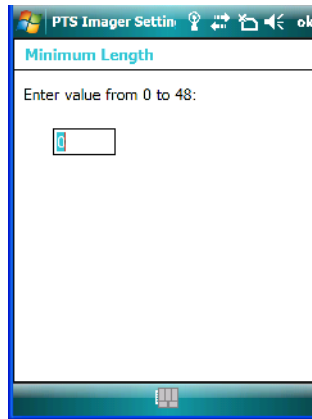 PTS Imager Settin
ok
Minimum Length
Enter value from 0 to 48:
0